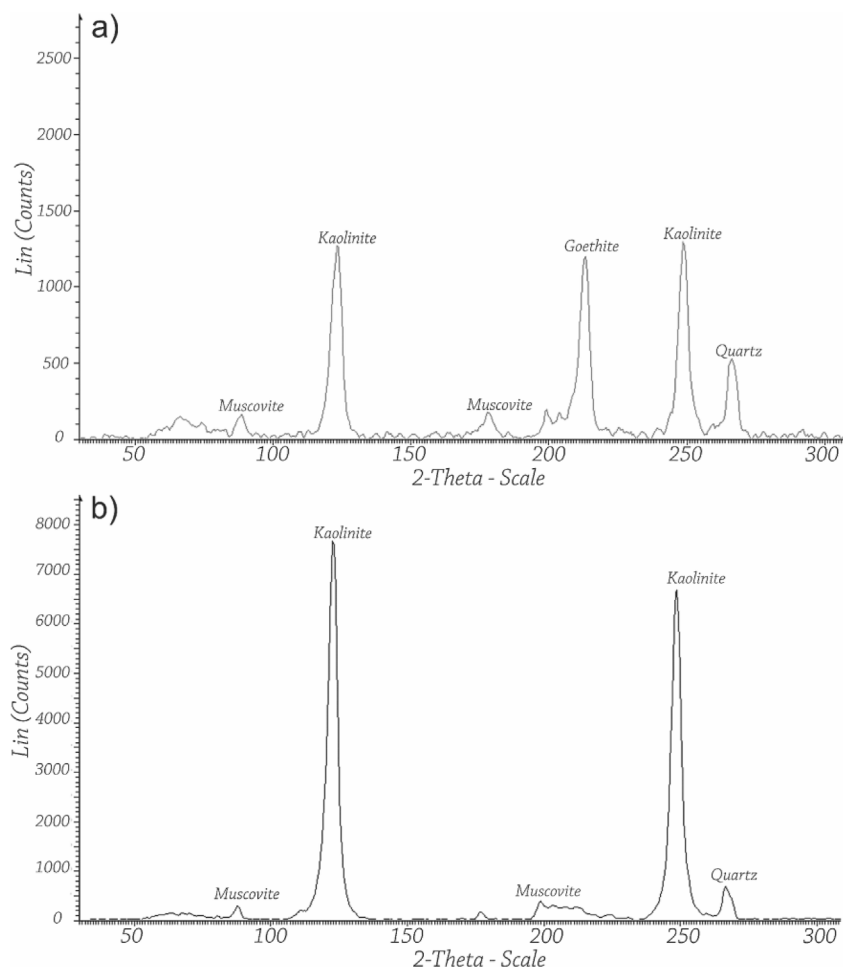 a)
Lin (Counts)
2500
2000
1500
1000
500
0
Kaolinite
Goethite
Kaolinite
Quartz
Muscovite
Muscovite
50 100 150 200 250 300
2-Theta - Scale
b)
Lin (Counts)
8000
7000
6000
5000
4000
3000
2000
1000
0
Kaolinite
Kaolinite
Muscovite
Muscovite
Quartz
50 100 150 200 250 300
2-Theta - Scale